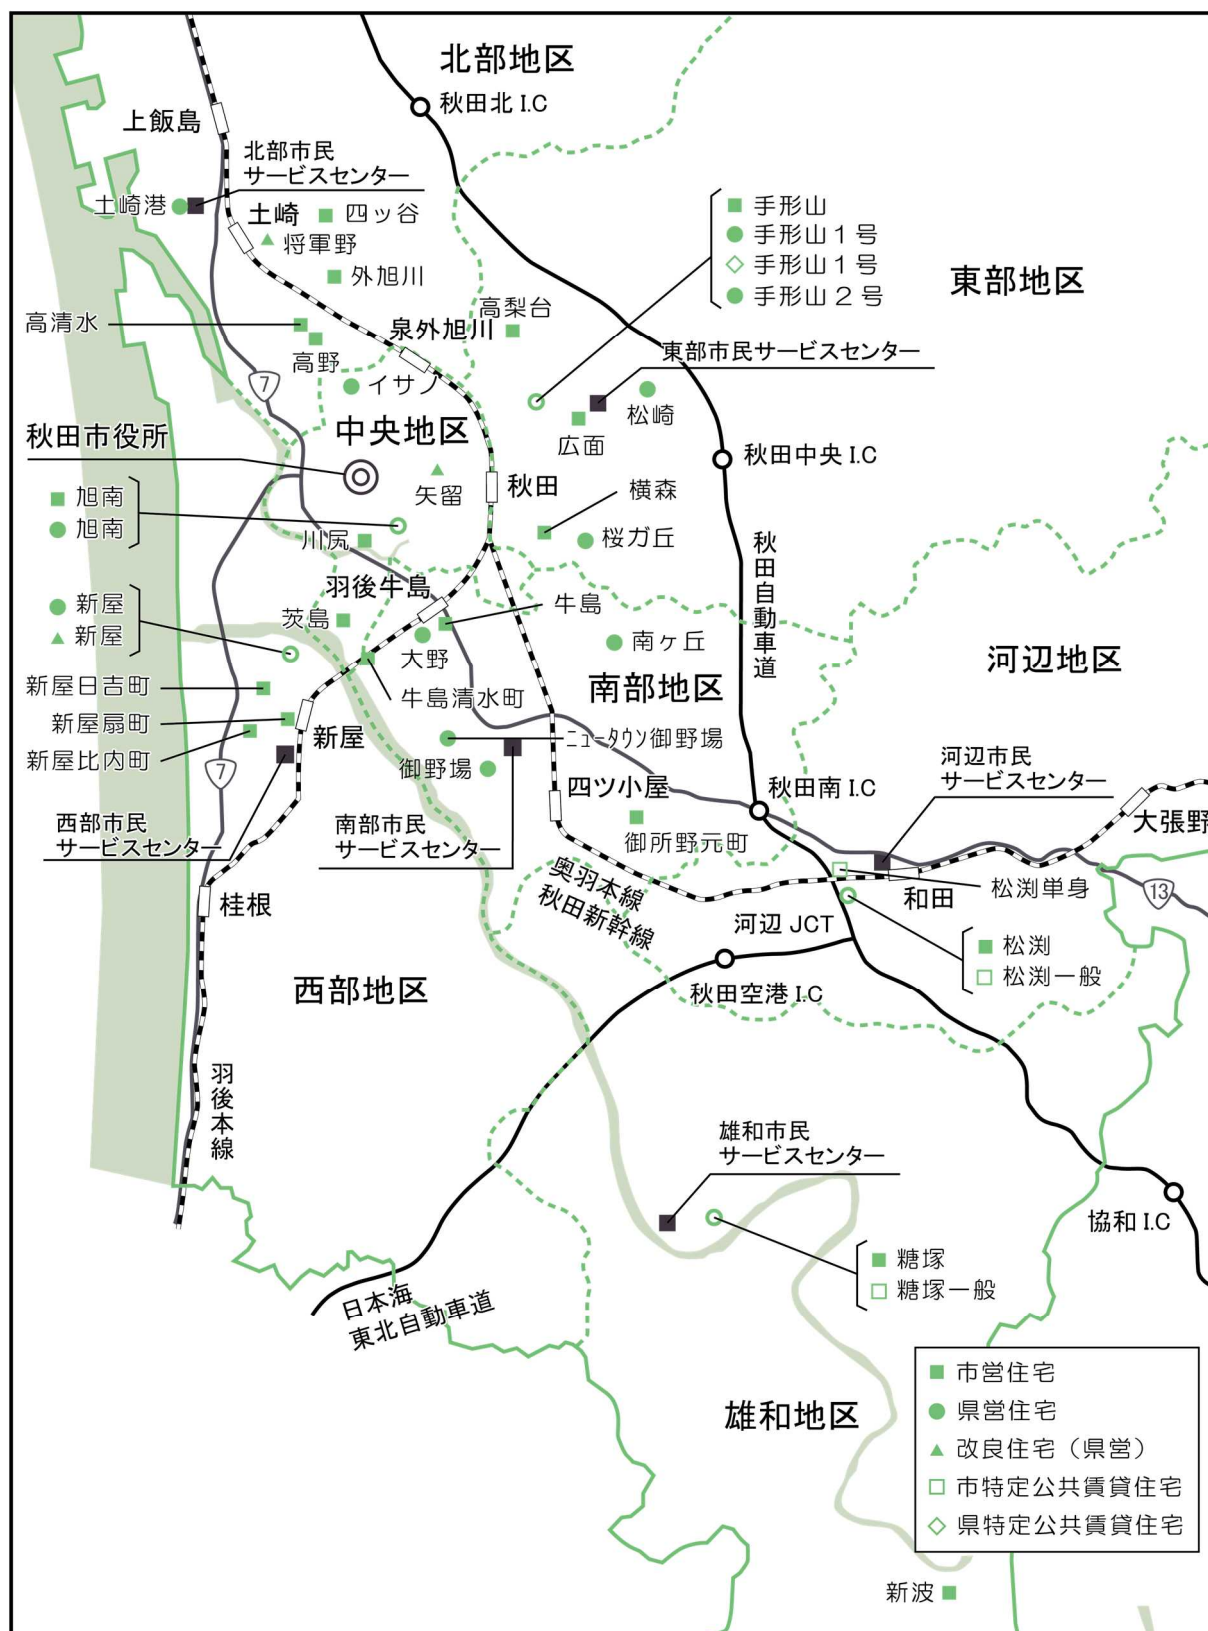 北部地区
秋田北 I.C
上飯島
北部市民
サービスセンター
土崎港
土崎
四ッ谷
将軍野
外旭川
手形山
手形山１号
手形山１号
手形山２号
東部地区
高清水
高野
泉外旭川
高梨台
東部市民サービスセンター
7
イサノ
松崎
広面
中央地区
秋田市役所
秋田中央 I.C
矢留
秋田
横森
旭南
旭南
川尻
桜ガ丘
秋田自動車道
羽後牛島
新屋
新屋
茨島
牛島
大野
南ヶ丘
河辺地区
新屋日吉町
牛島清水町
南部地区
新屋扇町
新屋
ニュータウン御野場
新屋比内町
7
御野場
四ツ小屋
秋田南 I.C
河辺市民
サービスセンター
大張野
西部市民
サービスセンター
南部市民
サービスセンター
御所野元町
桂根
奥羽本線
秋田新幹線
和田
松渕単身
13
河辺 JCT
松渕
松渕一般
西部地区
秋田空港 I.C
羽後本線
雄和市民
サービスセンター
協和 I.C
糖塚
糖塚一般
日本海
東北自動車道
雄和地区
市営住宅
県営住宅
改良住宅（県営）
市特定公共賃貸住宅
県特定公共賃貸住宅
新波